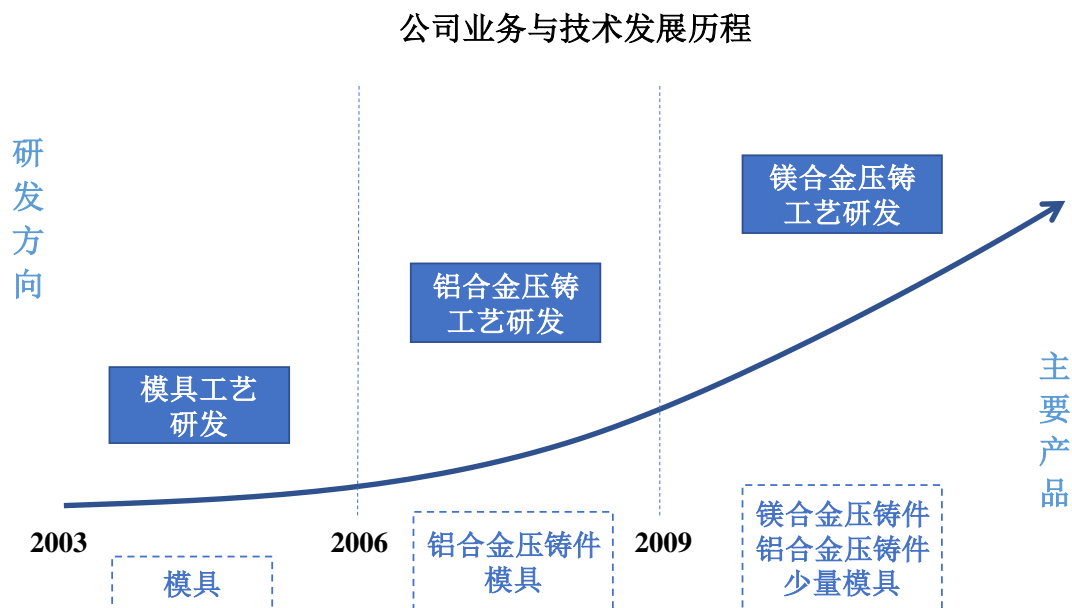 公司业务与技术发展历程
研发方向
镁合金压铸
工艺研发
铝合金压铸
工艺研发
模具工艺
研发
主要产品
2003
2006
2009
模具
铝合金压铸件
模具
镁合金压铸件
铝合金压铸件
少量模具